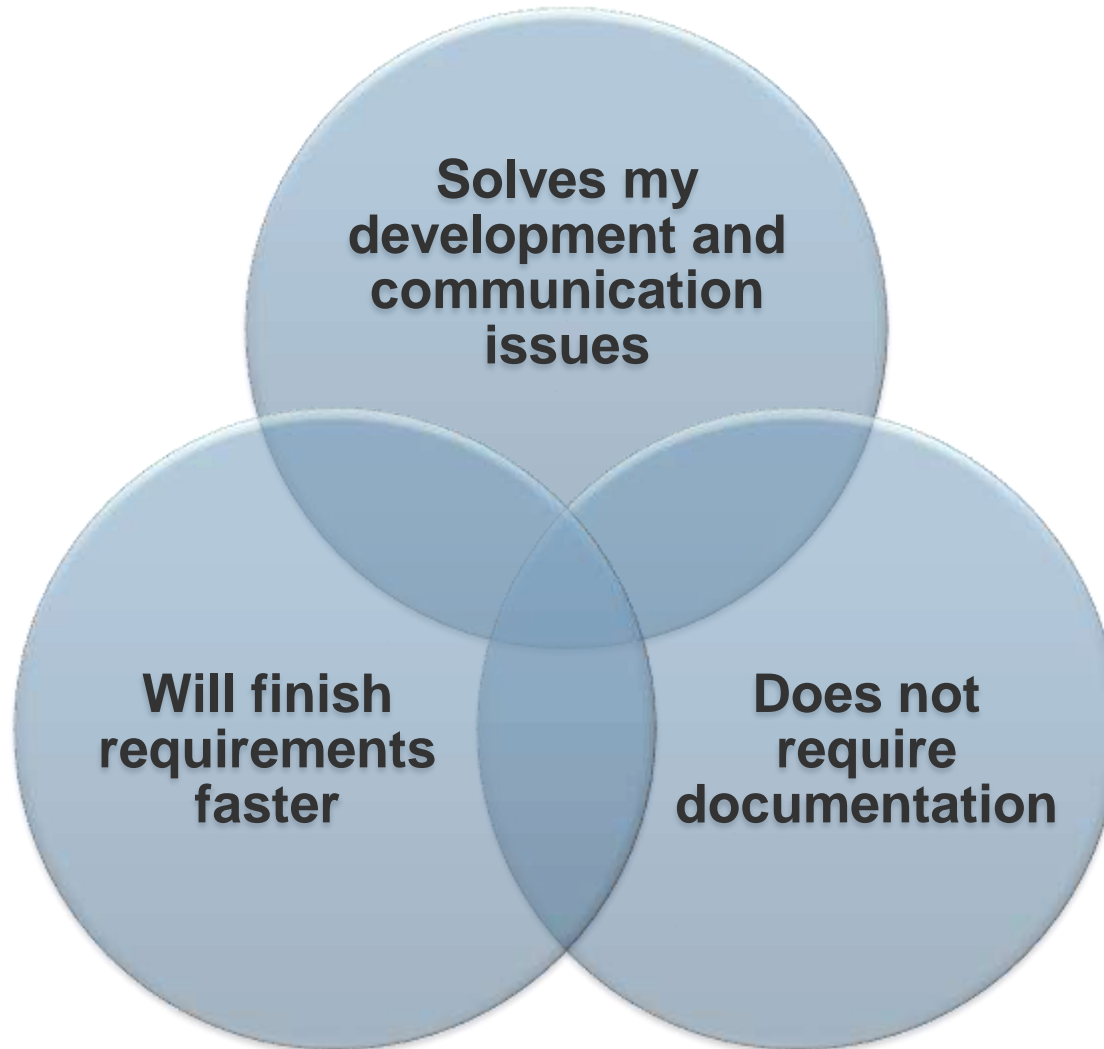 Solves my
development and
communication
issues
Will finish
requirements
faster
Does not
require
documentation